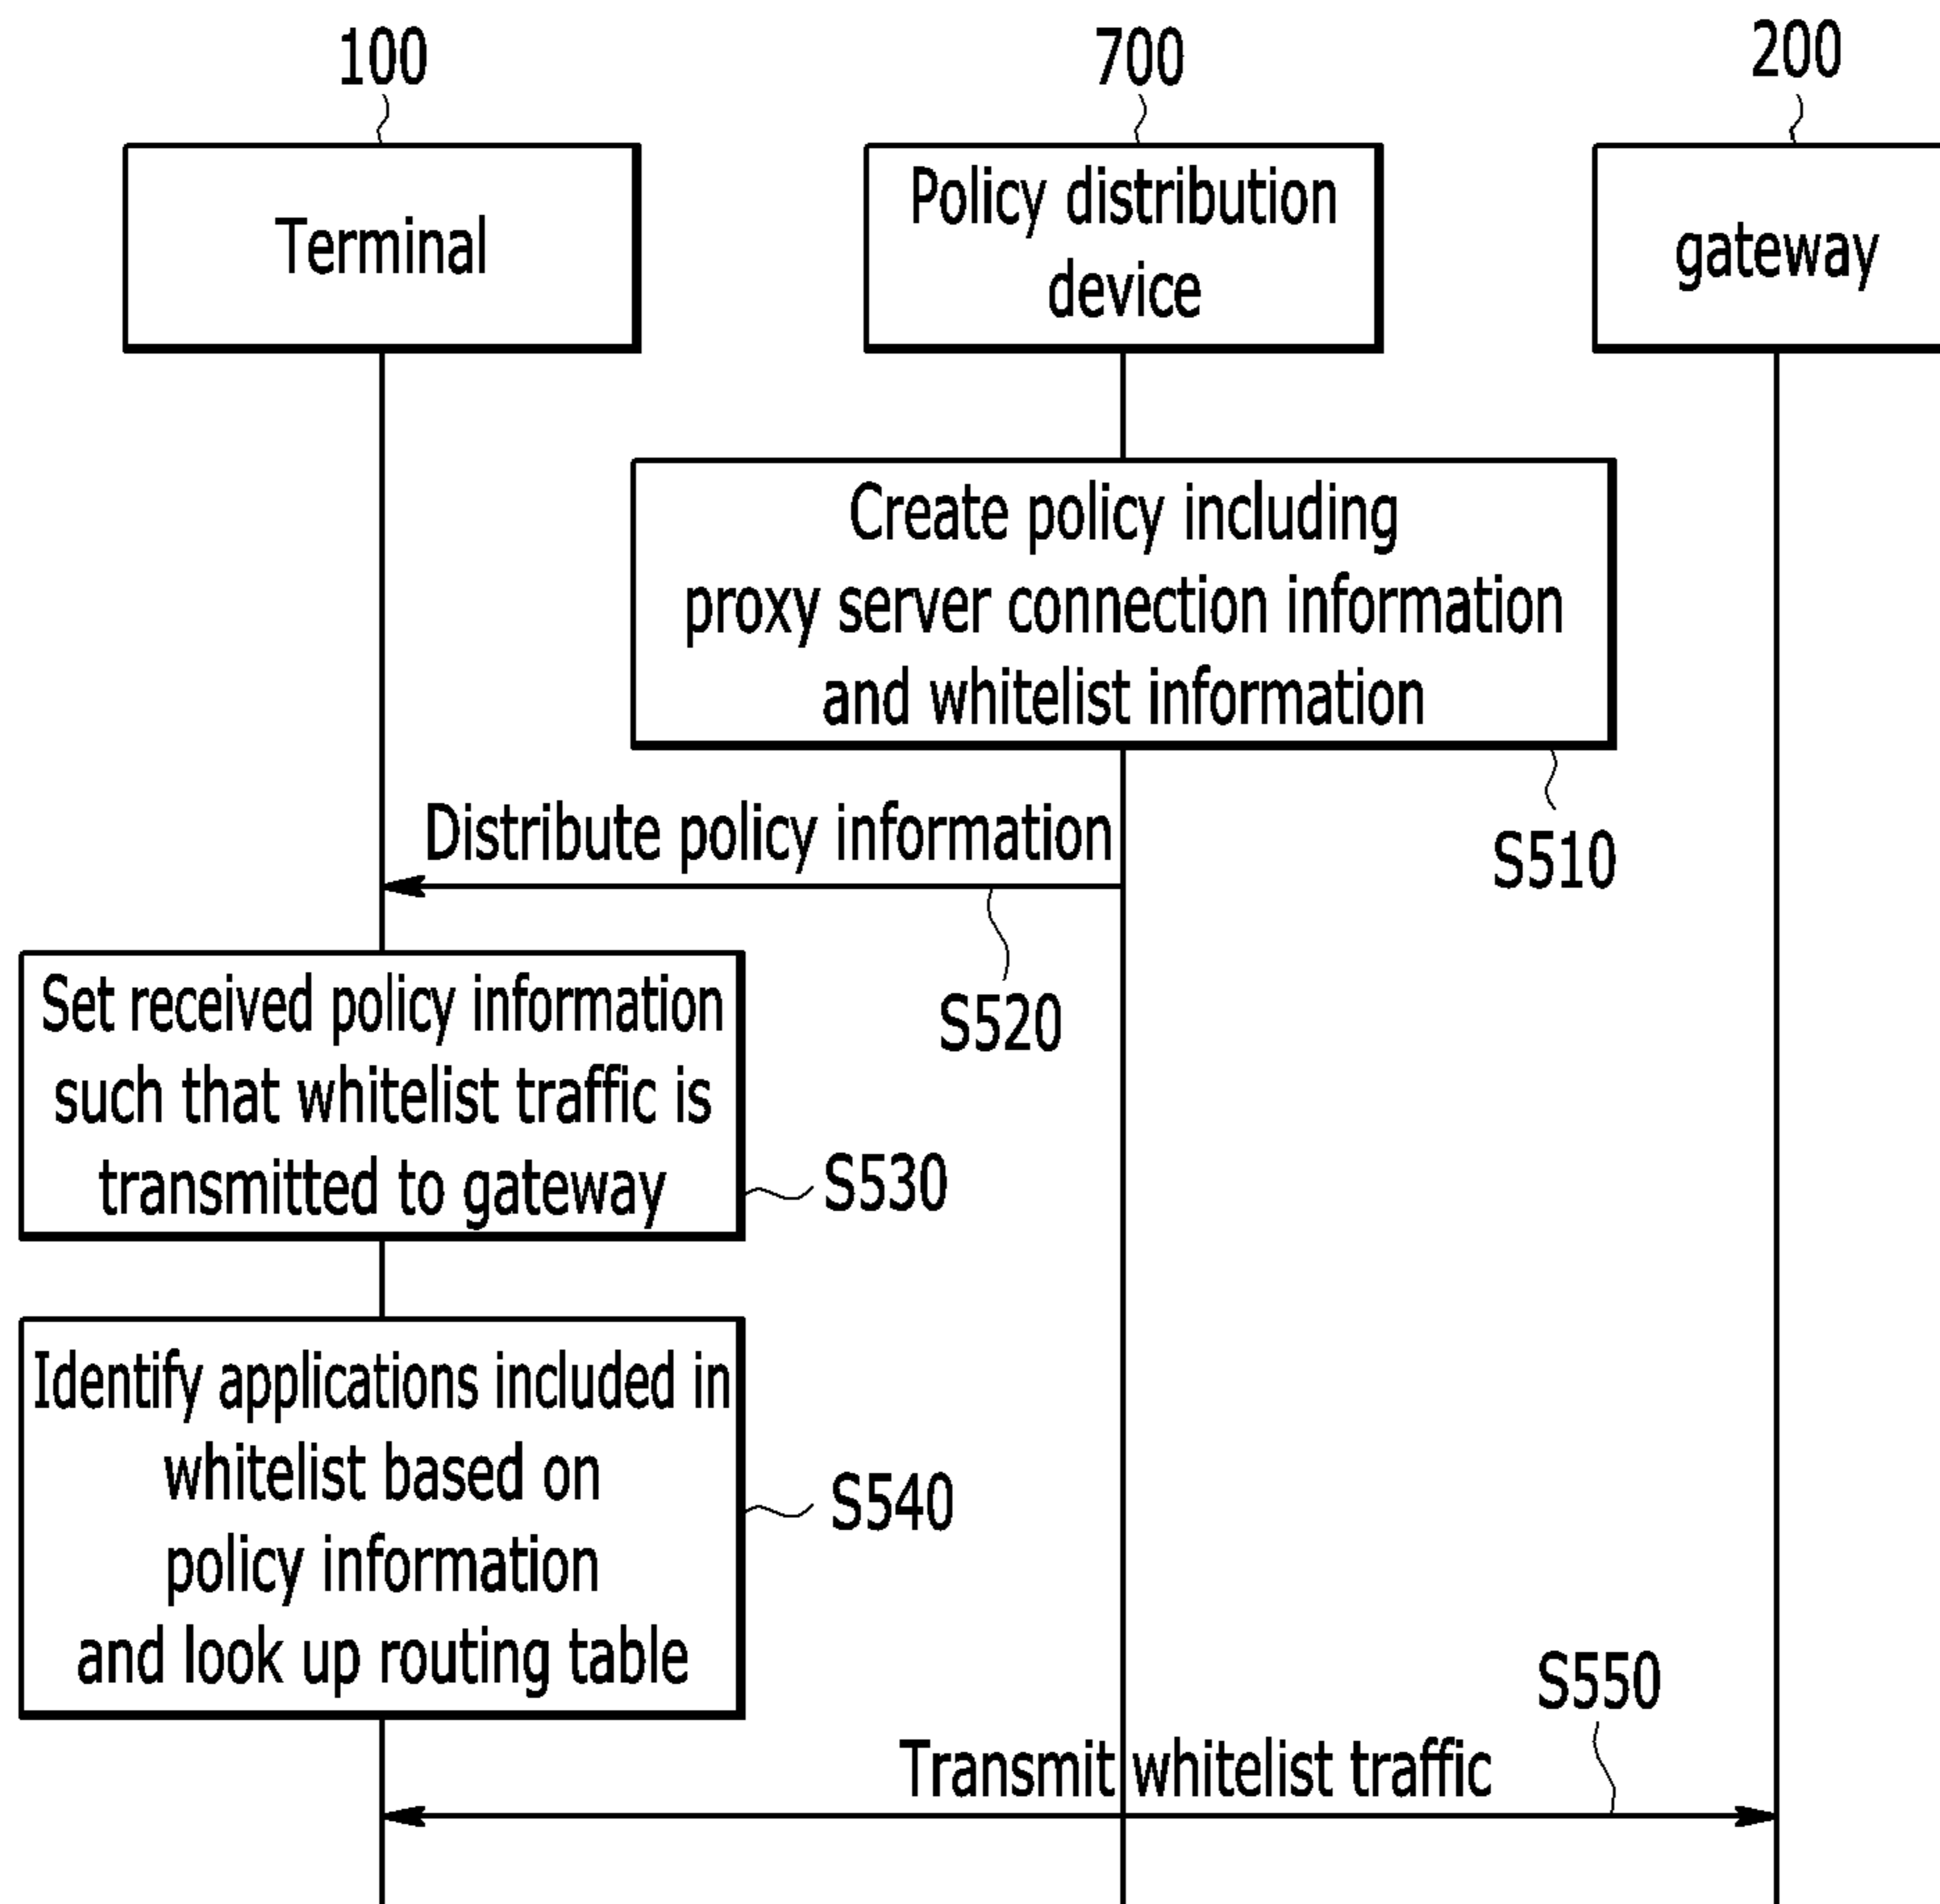 100
700
200
Terminal
Policy distribution
device
gateway
Create policy including
proxy server connection information
and whitelist information
S510
Distribute policy information
S520
Set received policy information
such that whitelist traffic is
transmitted to gateway
S530
Identify applications included in
whitelist based on
policy information
and look up routing table
S540
S550
Transmit whitelist traffic